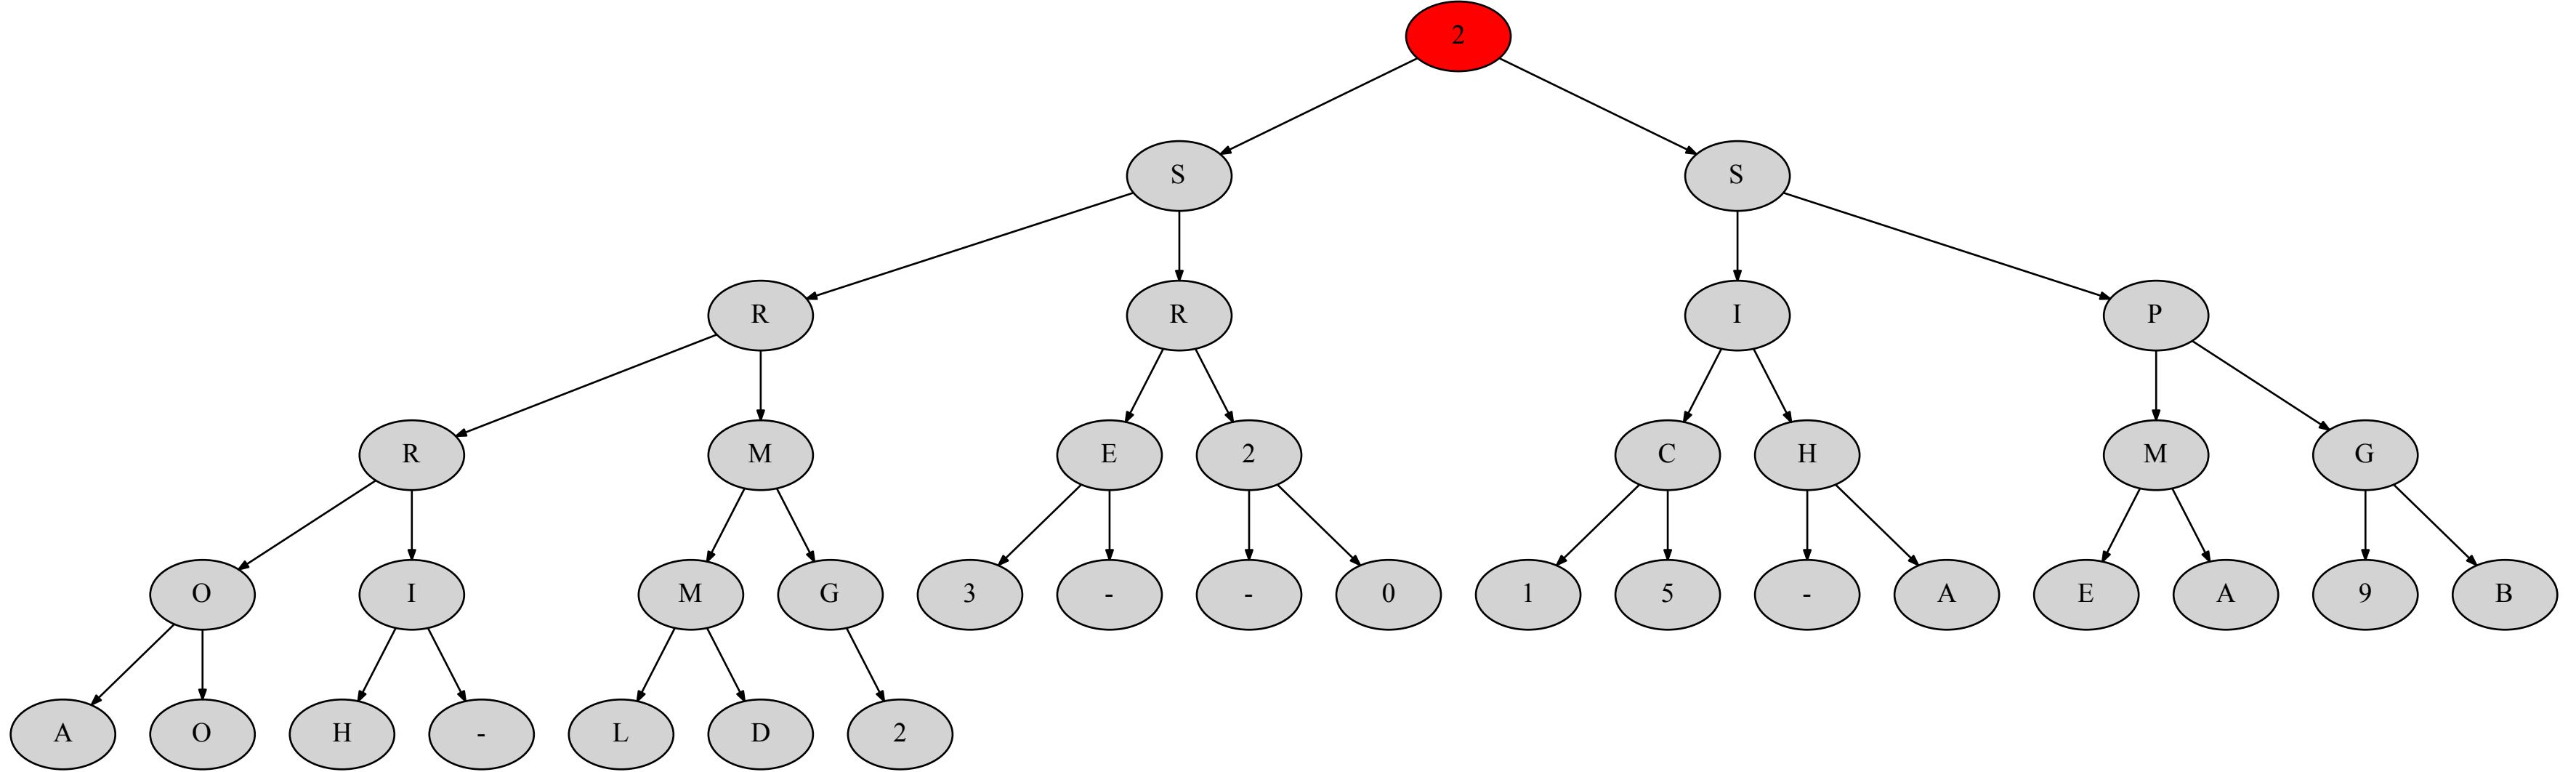 2
S S
R R I P
R M E 2 C H M G
O I M G 3 - - 0 1 5 - A E A 9 B
A O H - L D 2